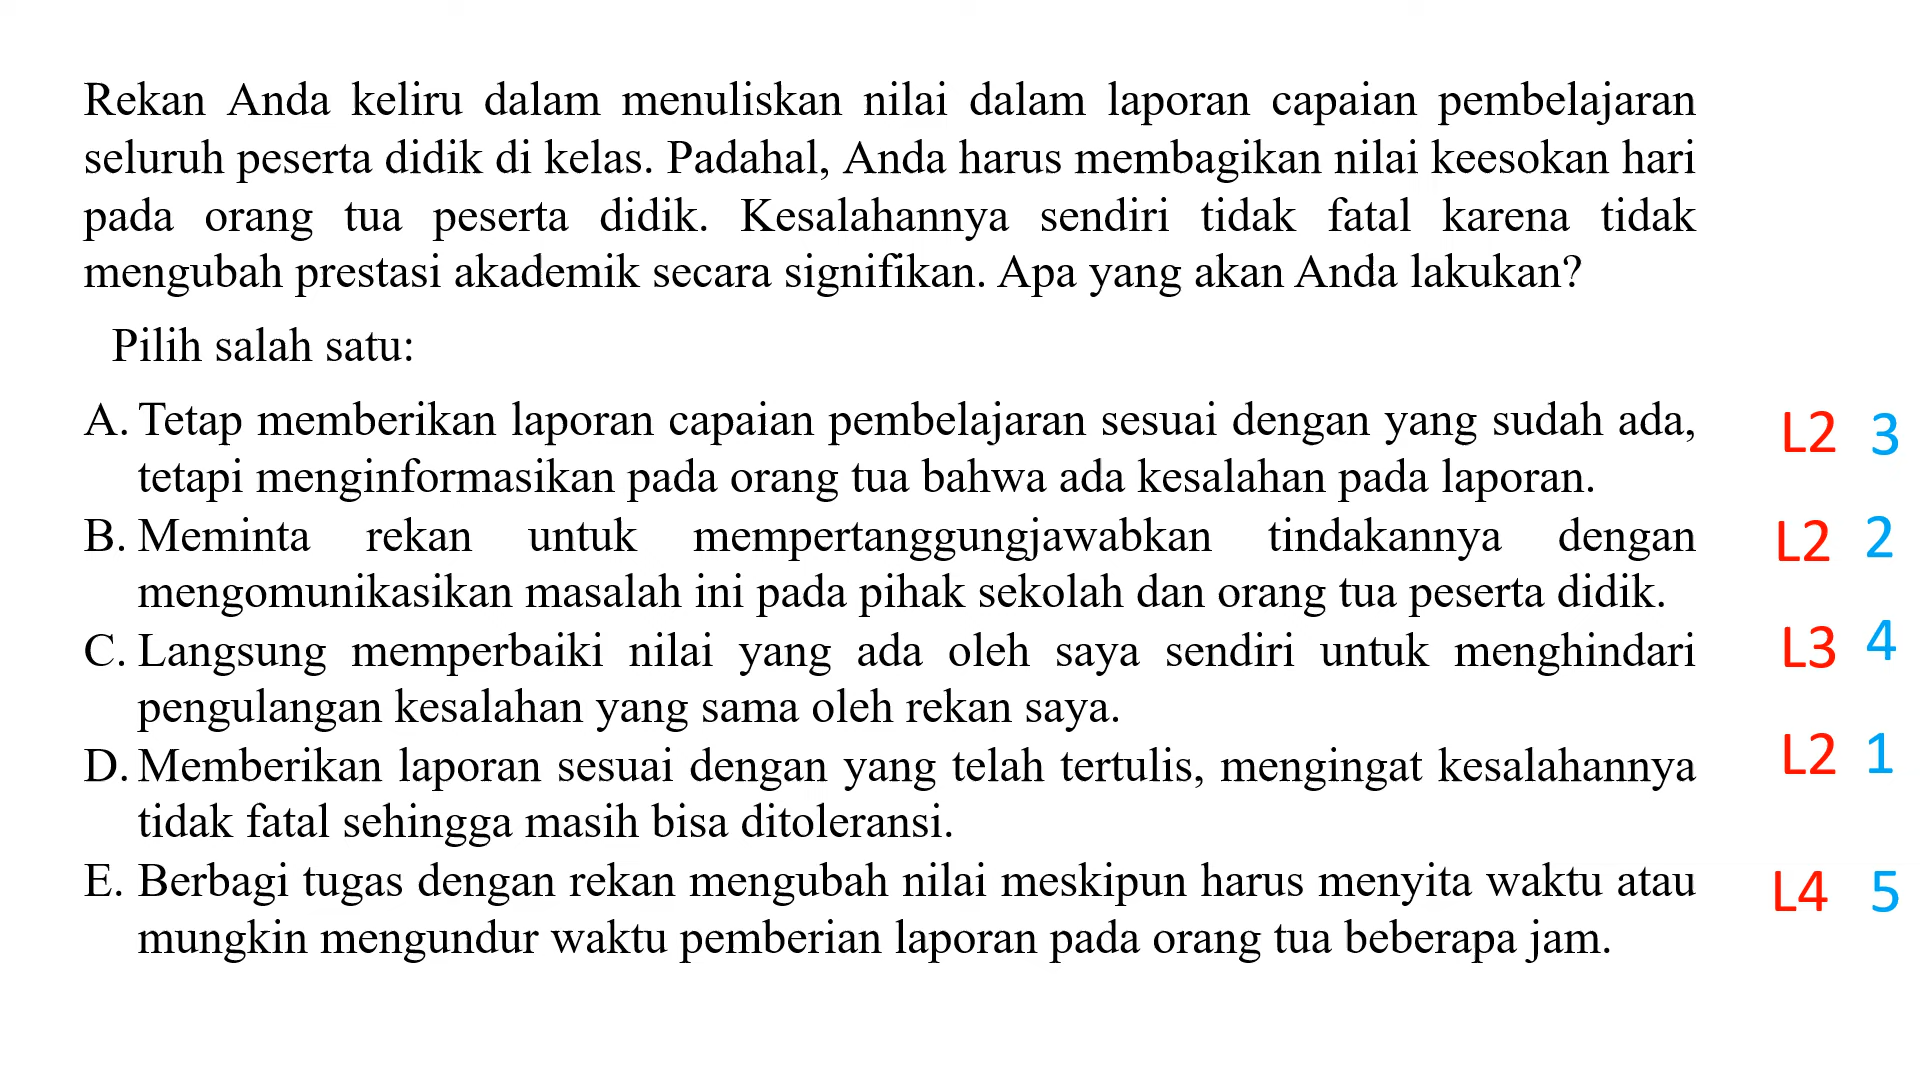 Rekan Anda keliru dalam menuliskan nilai dalam laporan capaian pembelajaran
seluruh peserta didik di kelas. Padahal, Anda harus membagikan nilai keesokan hari
pada orang tua peserta didik. Kesalahannya sendiri tidak fatal karena tidak
mengubah prestasi akademik secara signifikan. Apa yang akan Anda lakukan?
Pilih salah satu:
A. Tetap memberikan laporan capaian pembelajaran sesuai dengan yang sudah ada, L2 3
tetapi menginformasikan pada orang tua bahwa ada kesalahan pada laporan.
B. Meminta rekan untuk mempertanggungjawabkan tindakannya dengan L2 2
mengomunikasikan masalah ini pada pihak sekolah dan orang tua peserta didik.
C. Langsung memperbaiki nilai yang ada oleh saya sendiri untuk menghindari L3 4
pengulangan kesalahan yang sama oleh rekan saya.
D. Memberikan laporan sesuai dengan yang telah tertulis, mengingat kesalahannya L2 1
tidak fatal sehingga masih bisa ditoleransi.
E. Berbagi tugas dengan rekan mengubah nilai meskipun harus menyita waktu atau L4 5
mungkin mengundur waktu pemberian laporan pada orang tua beberapa jam.